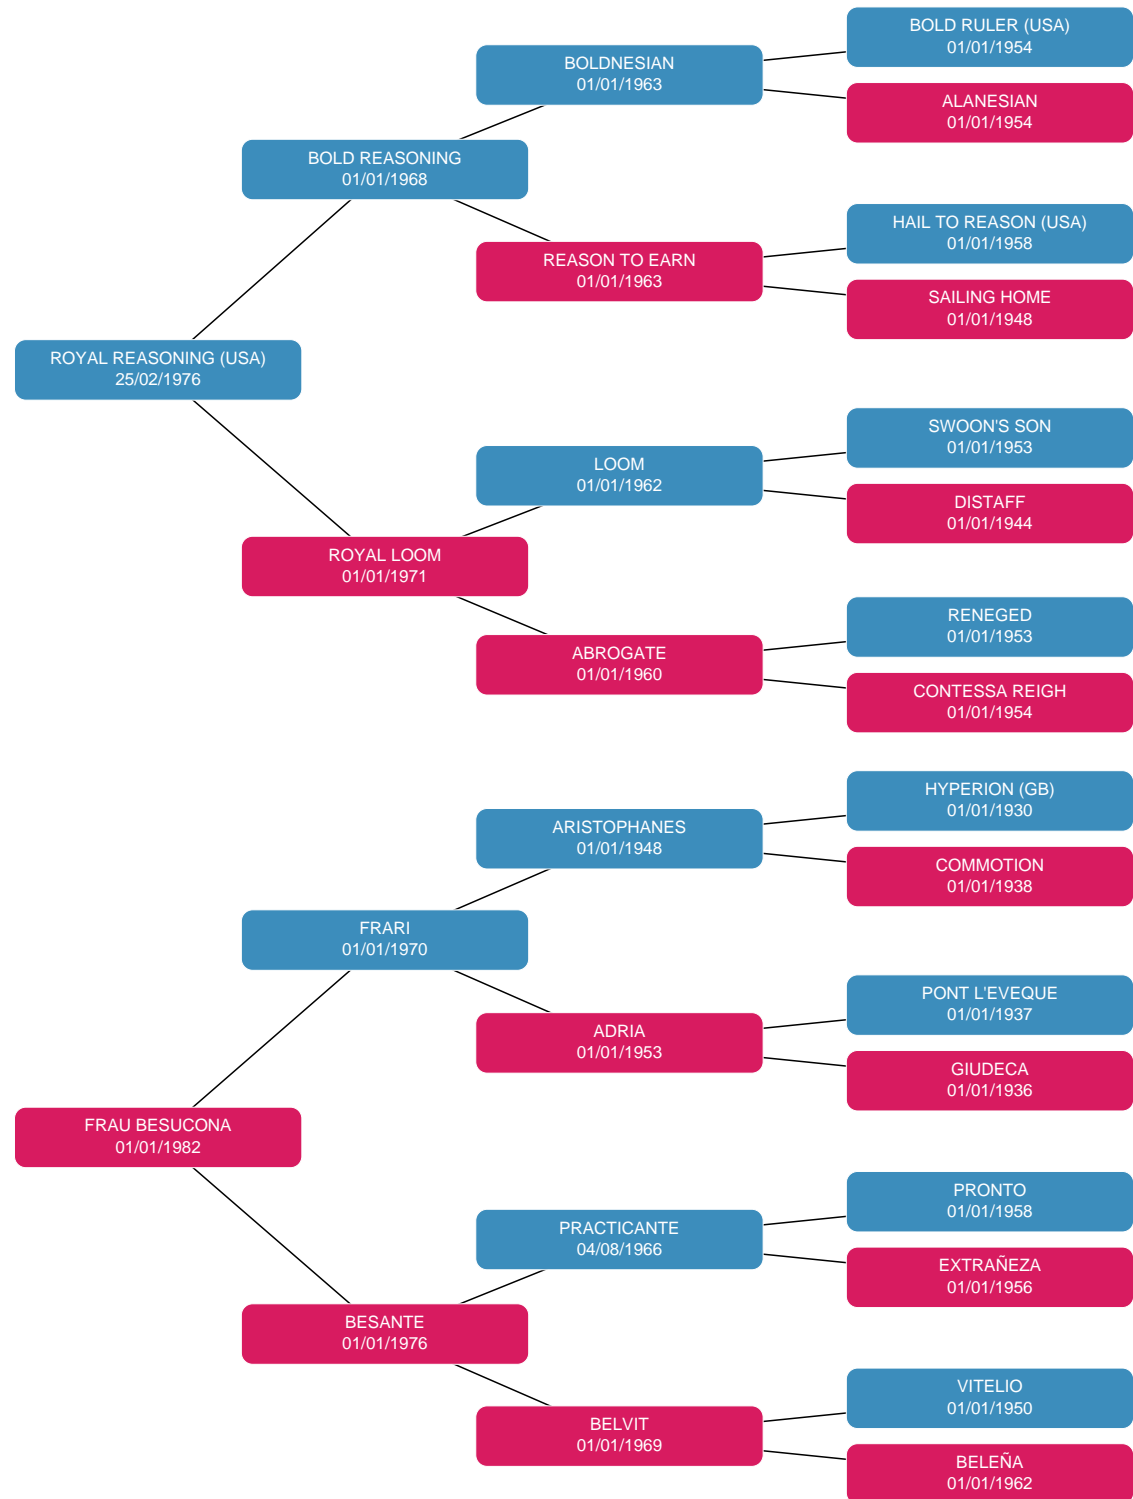 BOLD RULER (USA)
01/01/1954
BOLDNESIAN
01/01/1963
ALANESIAN
01/01/1954
BOLD REASONING
01/01/1968
HAIL TO REASON (USA)
01/01/1958
REASON TO EARN
01/01/1963
SAILING HOME
01/01/1948
ROYAL REASONING (USA)
25/02/1976
SWOON'S SON
01/01/1953
LOOM
01/01/1962
DISTAFF
01/01/1944
ROYAL LOOM
01/01/1971
RENEGED
01/01/1953
ABROGATE
01/01/1960
CONTESSA REIGH
01/01/1954
HYPERION (GB)
01/01/1930
ARISTOPHANES
01/01/1948
COMMOTION
01/01/1938
FRARI
01/01/1970
PONT L'EVEQUE
01/01/1937
ADRIA
01/01/1953
GIUDECA
01/01/1936
FRAU BESUCONA
01/01/1982
PRONTO
01/01/1958
PRACTICANTE
04/08/1966
EXTRAÑEZA
01/01/1956
BESANTE
01/01/1976
VITELIO
01/01/1950
BELVIT
01/01/1969
BELEÑA
01/01/1962